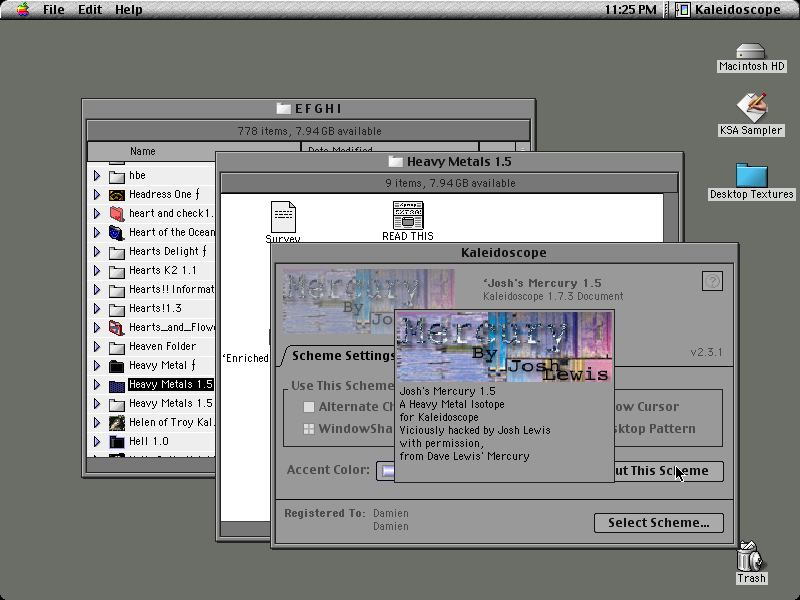 File Edit Help 11:25 PM Kaleidoscope
Macintosh HD
KSA Sampler
Desktop Textures
Trash
E F G H I
778 items, 7.94 GB available
Name Date Modified
hbe
Headress One ƒ
heart and check1.
Heart of the Ocean
Hearts Delight ƒ
Hearts K2 1.1
Hearts!! Informat
Hearts!1.3
Hearts_and_Flow
Heaven Folder
Heavy Metal ƒ
Heavy Metals 1.5
Heavy Metals 1.5
Helen of Troy Kal.
Hell 1.0
Heavy Metals 1.5
9 items, 7.94 GB available
Survey
READ THIS
'Enriched
Kaleidoscope
Mercury
By Jo
'Josh's Mercury 1.5
Kaleidoscope 1.7.3 Document
v2.3.1
Scheme Settings
Use This Scheme
Alternate Ch
WindowSha
ow Cursor
sktop Pattern
Accent Color:
ut This Scheme
Registered To: Damien
Damien
Select Scheme...
Mercury
By Josh
Lewis
Josh's Mercury 1.5
A Heavy Metal Isotope
for Kaleidoscope
Viciously hacked by Josh Lewis
with permission,
from Dave Lewis' Mercury